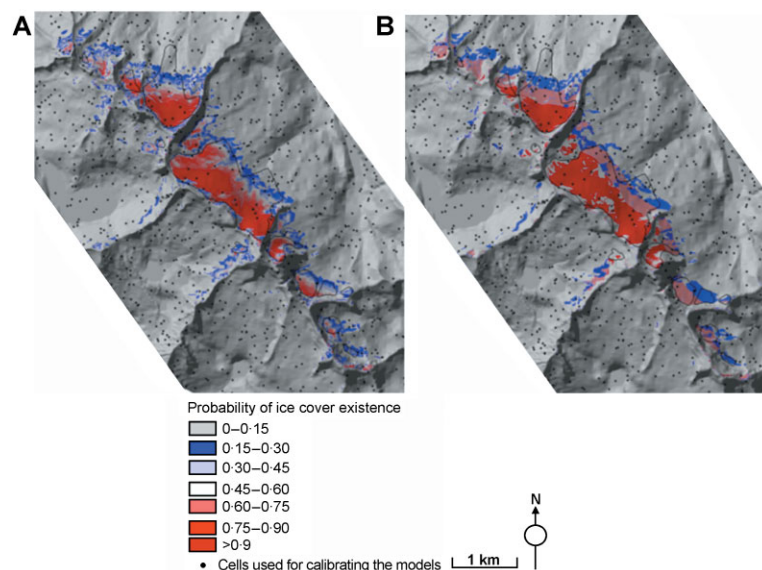 A
B
Probability of ice cover existence
0–0·15
0·15–0·30
0·30–0·45
0·45–0·60
0·60–0·75
0·75–0·90
>0·9
Cells used for calibrating the models
1 km
N